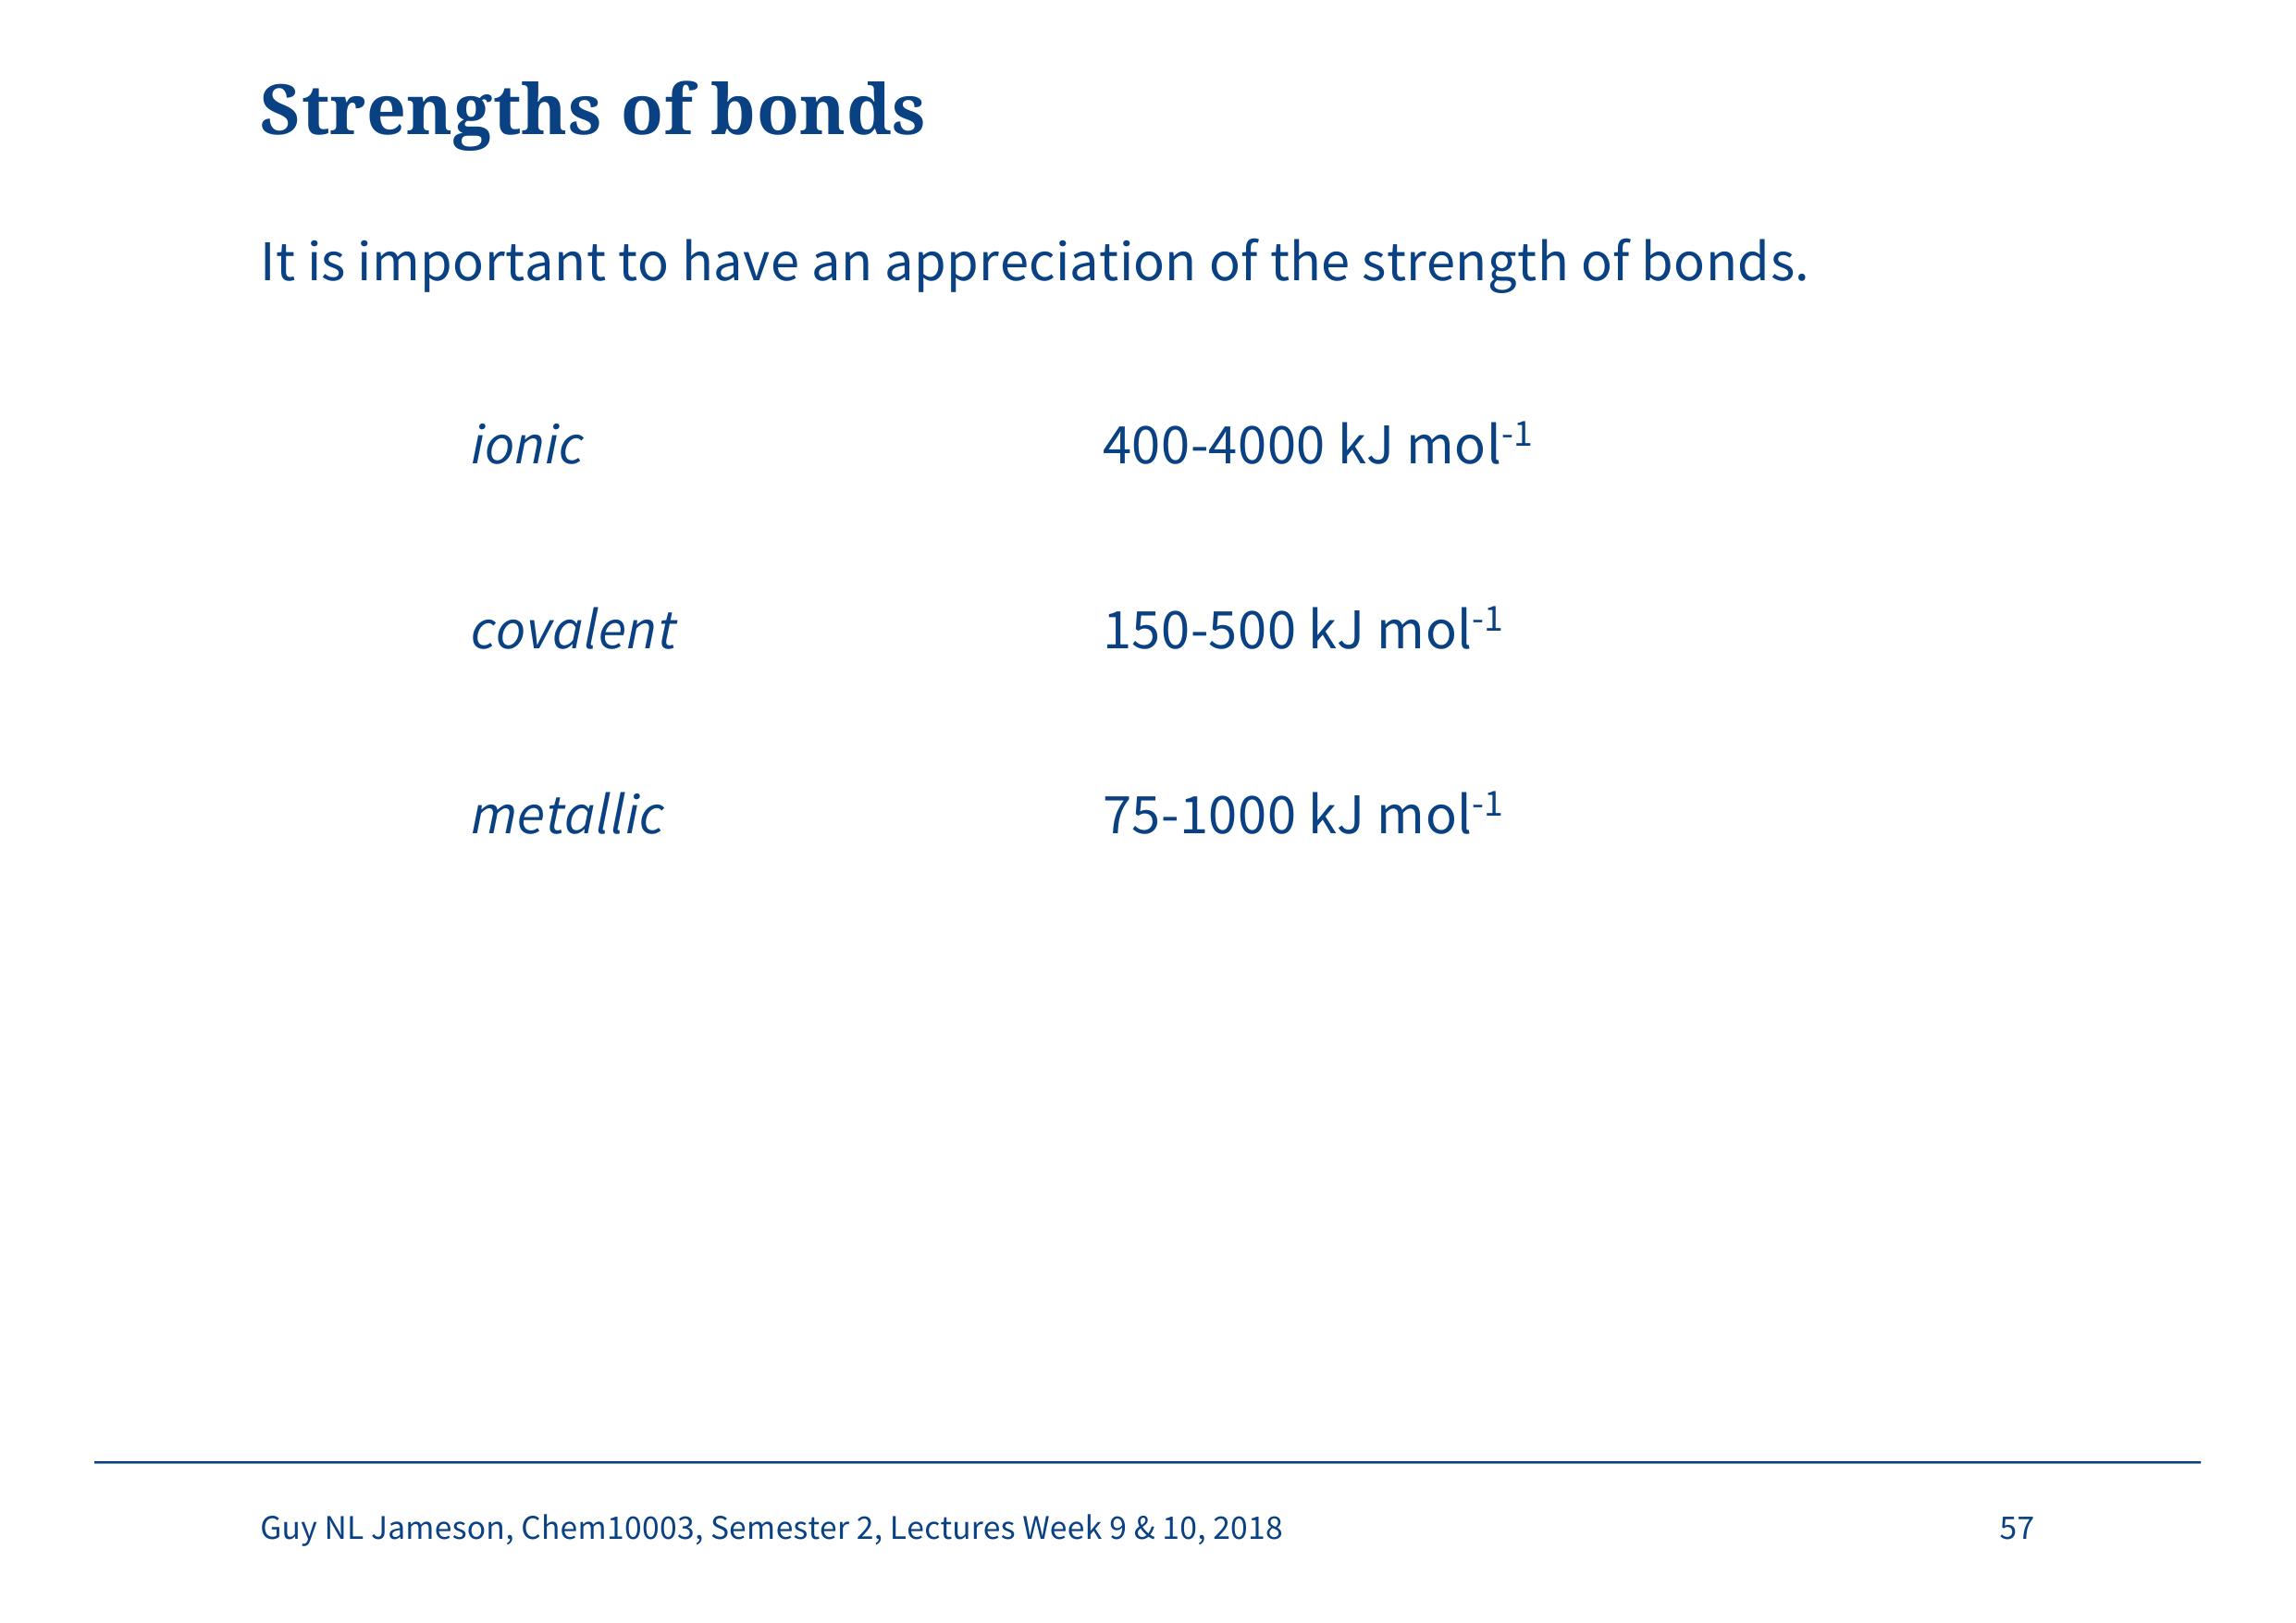 Strengths of bonds
It is important to have an appreciation of the strength of bonds.
ionic 400-4000 kJ mol⁻¹
covalent 150-500 kJ mol⁻¹
metallic 75-1000 kJ mol⁻¹
Guy NL Jameson, Chem10003, Semester 2, Lectures Week 9 & 10, 2018 57